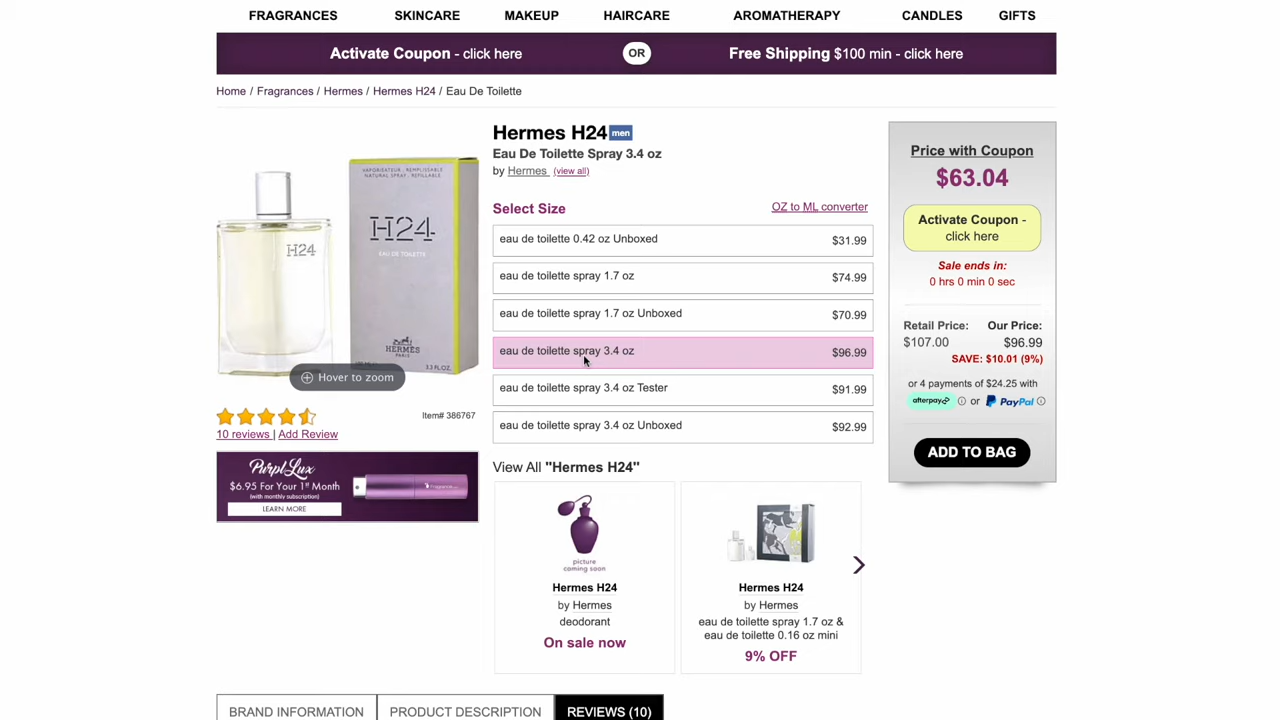 FRAGRANCES SKINCARE MAKEUP HAIRCARE AROMATHERAPY CANDLES GIFTS
Activate Coupon - click here OR Free Shipping $100 min - click here
Home / Fragrances / Hermes / Hermes H24 / Eau De Toilette
VAPORISATEUR . REMPLISSABLE
NATURAL SPRAY . REFILLABLE
H24
EAU DE TOILETTE
H24
HERMÈS
PARIS
Hover to zoom
Item# 386767
10 reviews | Add Review
PurplLux
$6.95 For Your 1st Month
(with monthly subscription)
LEARN MORE
Hermes H24 men
Eau De Toilette Spray 3.4 oz
by Hermes (view all)
Select Size OZ to ML converter
eau de toilette 0.42 oz Unboxed $31.99
eau de toilette spray 1.7 oz $74.99
eau de toilette spray 1.7 oz Unboxed $70.99
eau de toilette spray 3.4 oz $96.99
eau de toilette spray 3.4 oz Tester $91.99
eau de toilette spray 3.4 oz Unboxed $92.99
View All "Hermes H24"
picture
coming soon
Hermes H24
by Hermes
deodorant
On sale now
Hermes H24
by Hermes
eau de toilette spray 1.7 oz &
eau de toilette 0.16 oz mini
9% OFF
Price with Coupon
$63.04
Activate Coupon -
click here
Sale ends in:
0 hrs 0 min 0 sec
Retail Price: Our Price:
$107.00 $96.99
SAVE: $10.01 (9%)
or 4 payments of $24.25 with
afterpay or PayPal
ADD TO BAG
BRAND INFORMATION PRODUCT DESCRIPTION REVIEWS (10)